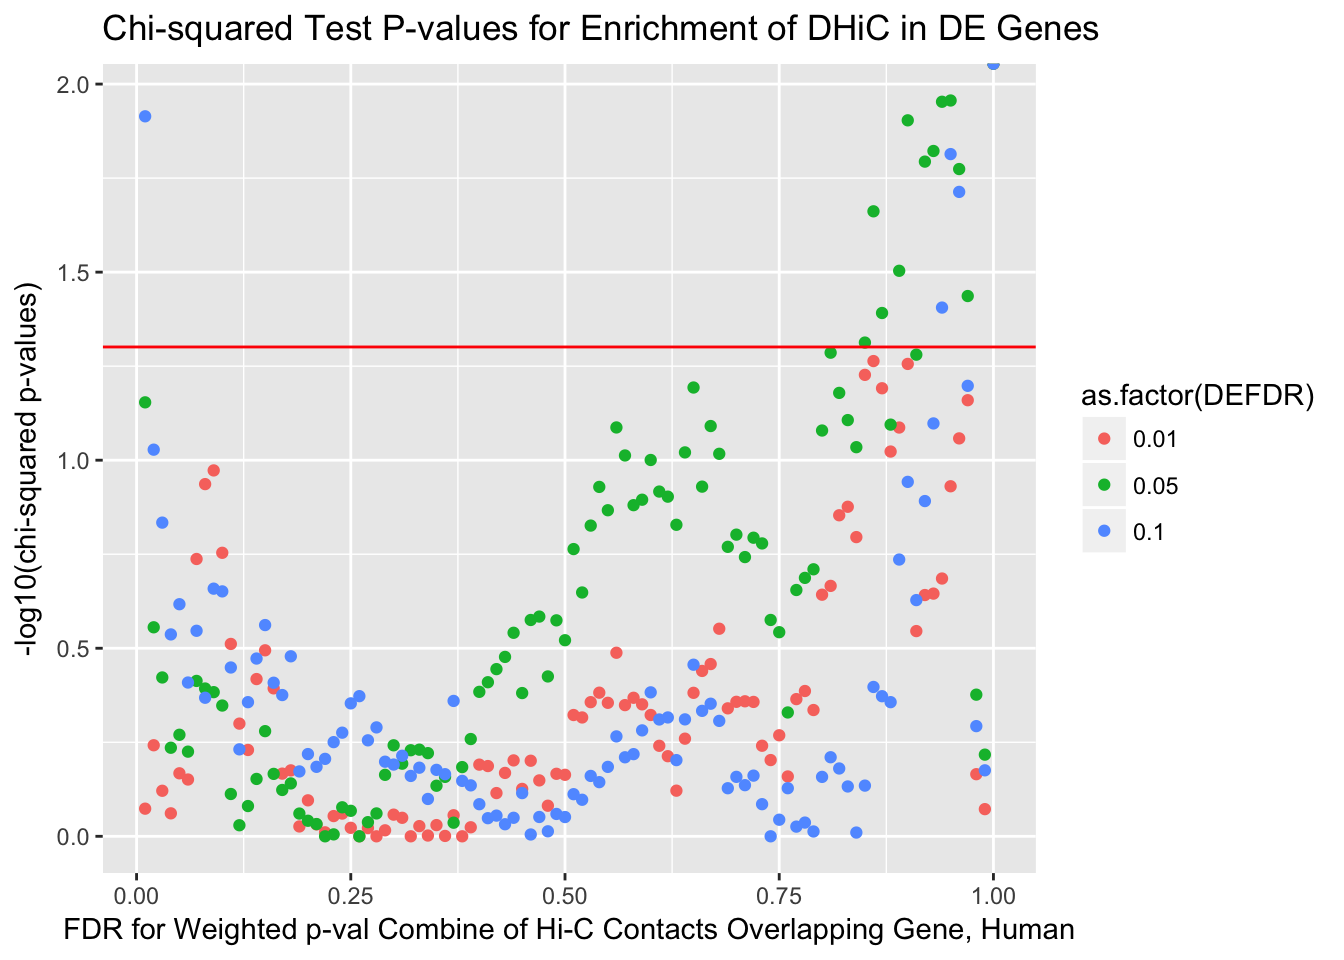 Chi-squared Test P-values for Enrichment of DHiC in DE Genes
-log10(chi-squared p-values)
2.0
1.5
1.0
0.5
0.0
0.00 0.25 0.50 0.75 1.00
FDR for Weighted p-val Combine of Hi-C Contacts Overlapping Gene, Human
as.factor(DEFDR)
0.01
0.05
0.1